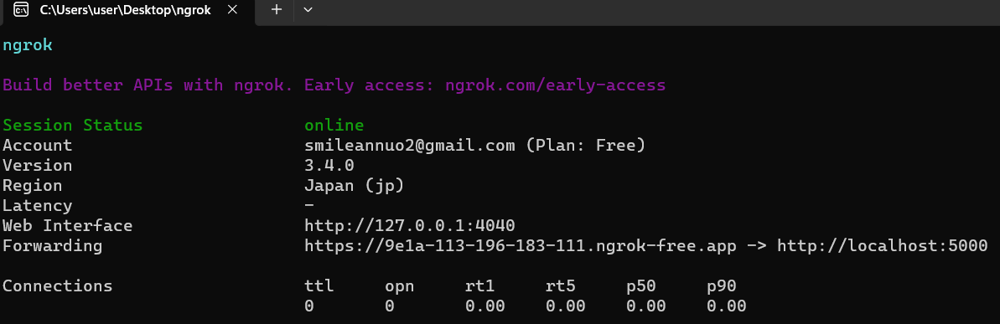 C:\Users\user\Desktop\ngrok
ngrok
Build better APIs with ngrok. Early access: ngrok.com/early-access
Session Status online
Account smileannuo2@gmail.com (Plan: Free)
Version 3.4.0
Region Japan (jp)
Latency -
Web Interface http://127.0.0.1:4040
Forwarding https://9e1a-113-196-183-111.ngrok-free.app -> http://localhost:5000
Connections ttl opn rt1 rt5 p50 p90
0 0 0.00 0.00 0.00 0.00